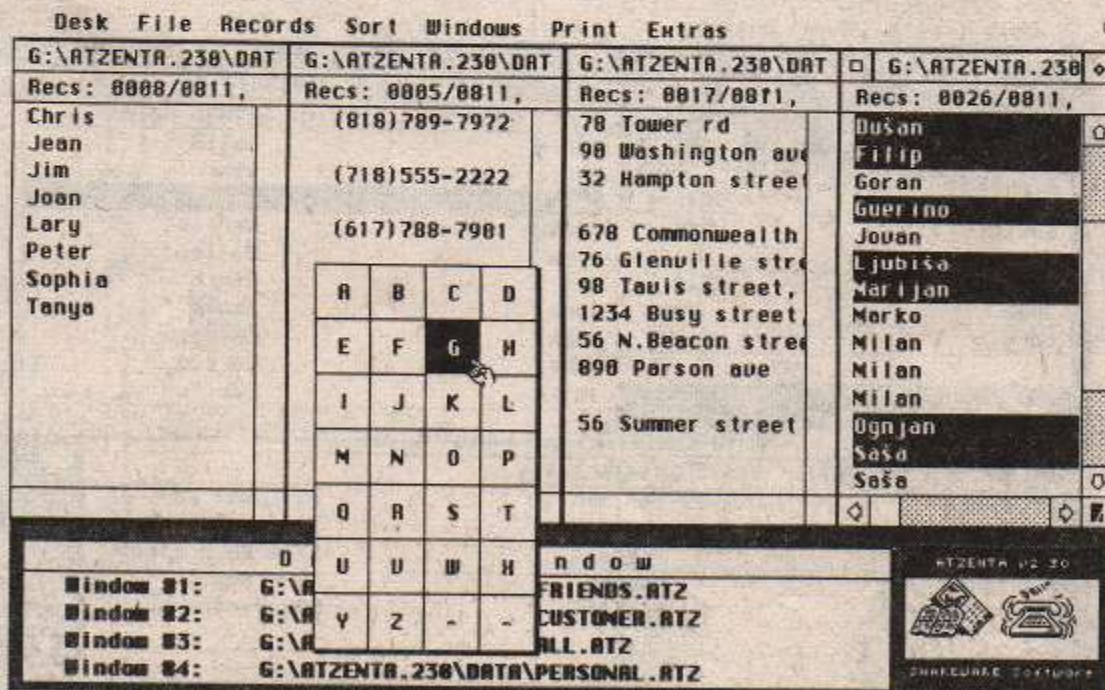 Desk File Records Sort Windows Print Extras
G:\ATZENTA.230\DAT
Recs: 0008/0011,
Chris
Jean
Jim
Joan
Lary
Peter
Sophia
Tanya
G:\ATZENTA.230\DAT
Recs: 0005/0011,
(818)789-7972
(718)555-2222
(617)788-7901
G:\ATZENTA.230\DAT
Recs: 0017/0011,
78 Tower rd
90 Washington ave
32 Hampton street
678 Commonwealth
76 Glenville stre
98 Tavis street,
1234 Busy street,
56 N.Beacon stree
890 Parson ave
56 Summer street
G:\ATZENTA.230
Recs: 0026/0011,
Dušan
Filip
Goran
Guerino
Jovan
Ljubiša
Marijan
Marko
Milan
Milan
Milan
Ognjan
Saša
Saša
A B C D
E F G H
I J K L
M N O P
Q R S T
U V W X
Y Z - -
D n d o w
Window #1: G:\A FRIENDS.ATZ
Window #2: G:\A CUSTOMER.ATZ
Window #3: G:\A ALL.ATZ
Window #4: G:\ATZENTA.230\DATA\PERSONAL.ATZ
ATZENTA v2.30
SHAREWARE Software